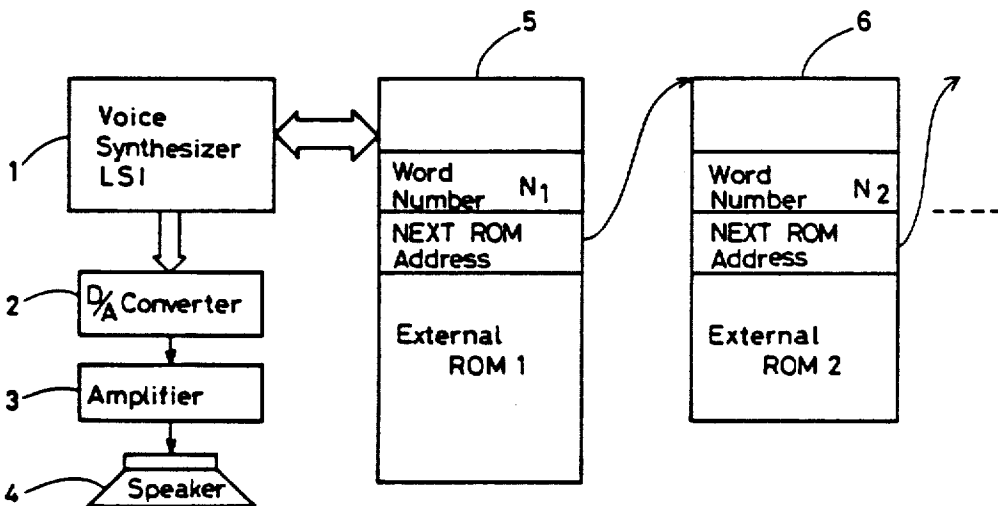 5
6
1
Voice
Synthesizer
LSI
Word
Number N1
NEXT ROM
Address
External
ROM 1
Word
Number N2
NEXT ROM
Address
External
ROM 2
2
D/A Converter
3
Amplifier
4
Speaker